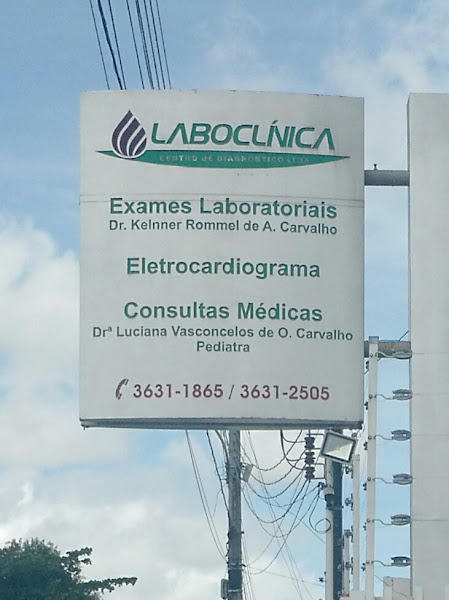 LABOCLÍNICA
CENTRO DE DIAGNÓSTICO LTDA
Exames Laboratoriais
Dr. Kelnner Rommel de A. Carvalho
Eletrocardiograma
Consultas Médicas
Drª Luciana Vasconcelos de O. Carvalho
Pediatra
3631-1865 / 3631-2505